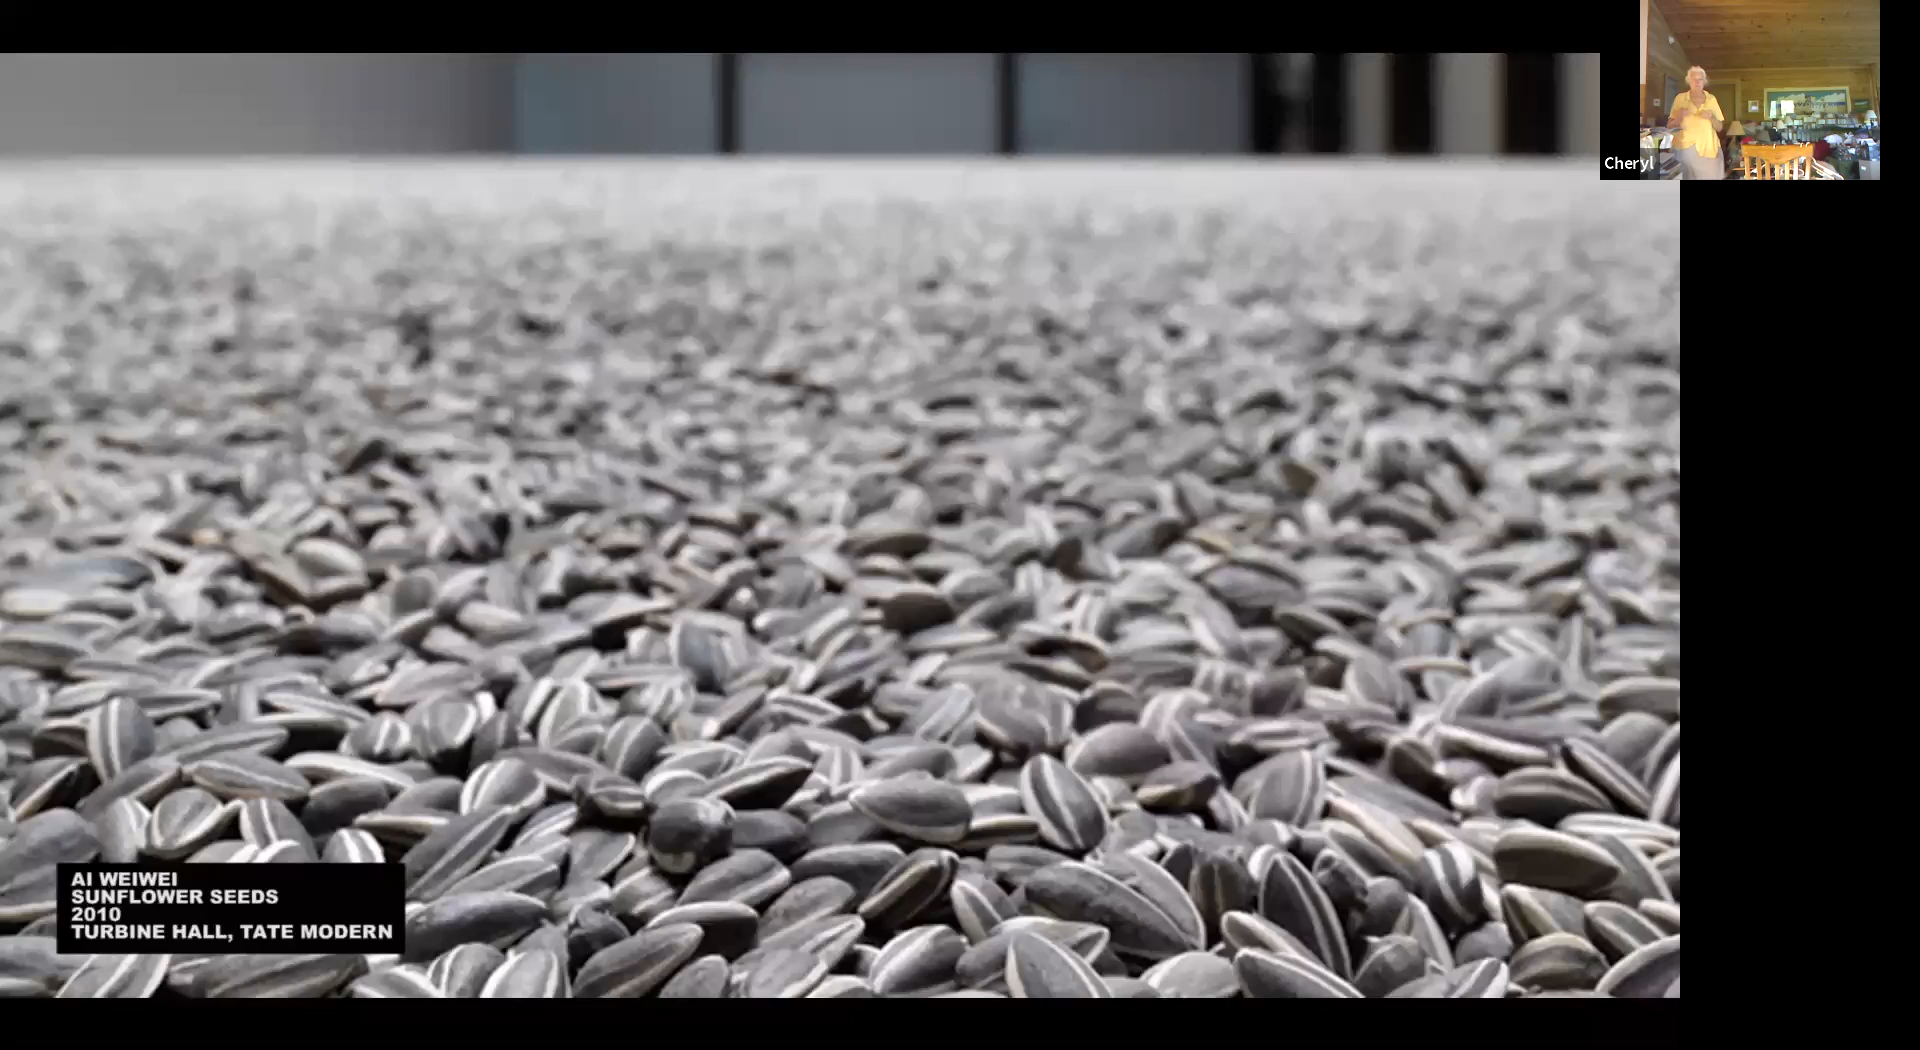 Cheryl
AI WEIWEI
SUNFLOWER SEEDS
2010
TURBINE HALL, TATE MODERN